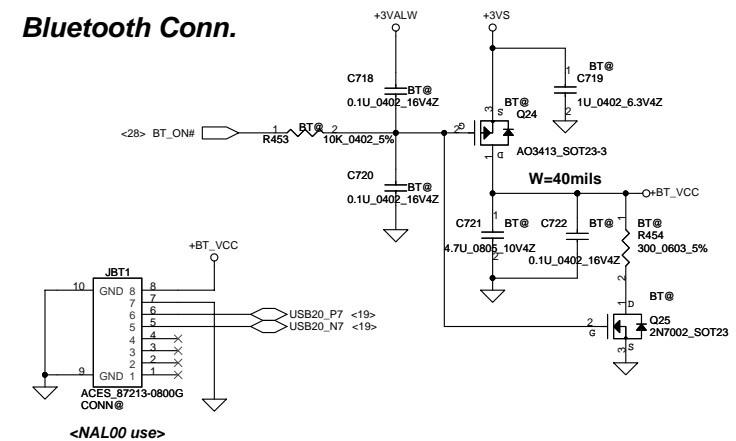 Bluetooth Conn.
+3VALW
+3VS
C718
BT@
0.1U_0402_16V4Z
1
BT@
C719
1U_0402_6.3V4Z
2
<28> BT_ON#
1
BT@
2
R453
10K_0402_5%
2
G
3
S
BT@
Q24
1
D
AO3413_SOT23-3
C720
BT@
0.1U_0402_16V4Z
W=40mils
+BT_VCC
C721
1
BT@
4.7U_0805_10V4Z
2
C722
BT@
0.1U_0402_16V4Z
1
BT@
R454
300_0603_5%
2
BT@
1
D
2
G
Q25
2N7002_SOT23
3
S
+BT_VCC
JBT1
10
GND
8
8
7
7
6
6
USB20_P7 <19>
5
5
USB20_N7 <19>
4
4
3
3
2
2
9
GND
1
1
ACES_87213-0800G
CONN@
<NAL00 use>